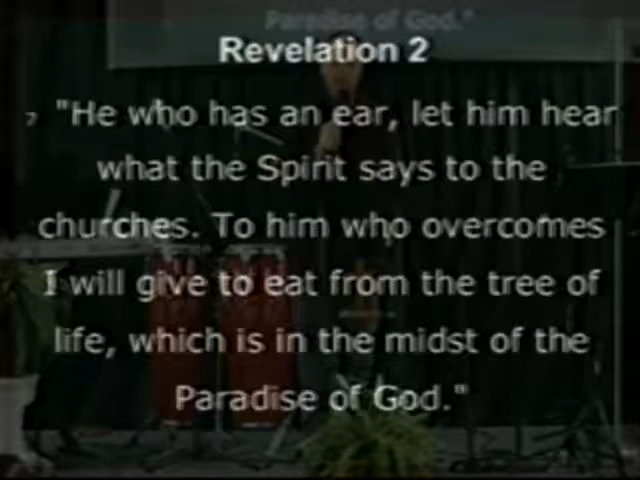 Paradise of God."
Revelation 2
7 "He who has an ear, let him hear
what the Spirit says to the
churches. To him who overcomes
I will give to eat from the tree of
life, which is in the midst of the
Paradise of God."